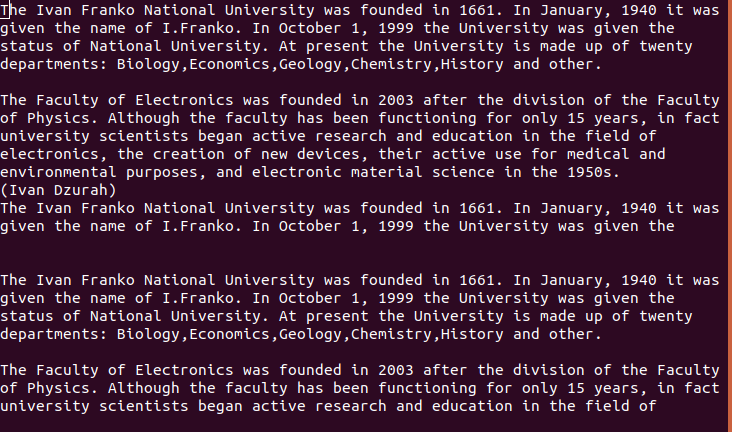 The Ivan Franko National University was founded in 1661. In January, 1940 it was
given the name of I.Franko. In October 1, 1999 the University was given the
status of National University. At present the University is made up of twenty
departments: Biology,Economics,Geology,Chemistry,History and other.

The Faculty of Electronics was founded in 2003 after the division of the Faculty
of Physics. Although the faculty has been functioning for only 15 years, in fact
university scientists began active research and education in the field of
electronics, the creation of new devices, their active use for medical and
environmental purposes, and electronic material science in the 1950s.
(Ivan Dzurah)
The Ivan Franko National University was founded in 1661. In January, 1940 it was
given the name of I.Franko. In October 1, 1999 the University was given the

The Ivan Franko National University was founded in 1661. In January, 1940 it was
given the name of I.Franko. In October 1, 1999 the University was given the
status of National University. At present the University is made up of twenty
departments: Biology,Economics,Geology,Chemistry,History and other.

The Faculty of Electronics was founded in 2003 after the division of the Faculty
of Physics. Although the faculty has been functioning for only 15 years, in fact
university scientists began active research and education in the field of